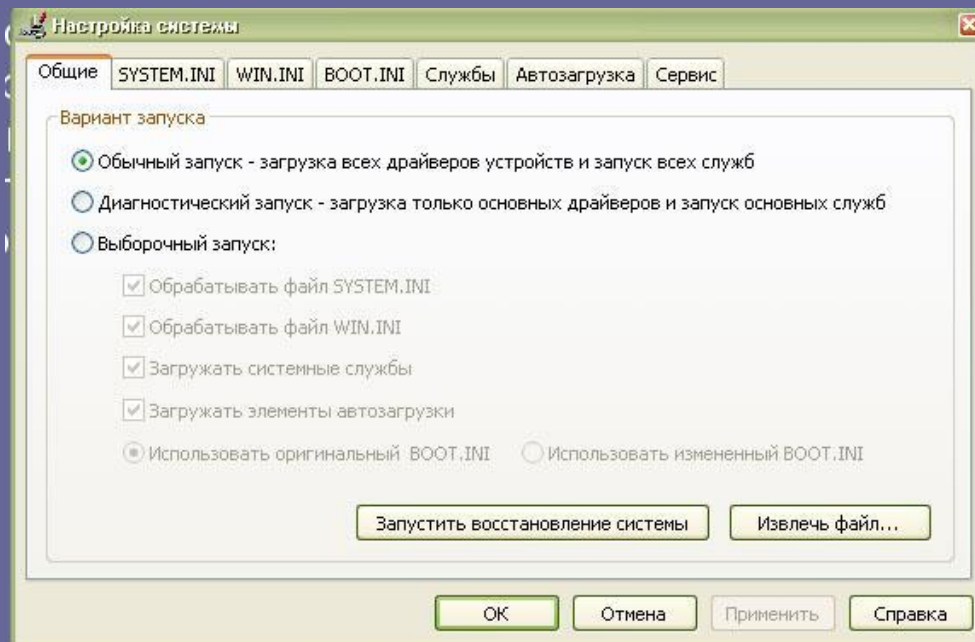 Настройка системы
Общие SYSTEM.INI WIN.INI BOOT.INI Службы Автозагрузка Сервис
Вариант запуска
Обычный запуск - загрузка всех драйверов устройств и запуск всех служб
Диагностический запуск - загрузка только основных драйверов и запуск основных служб
Выборочный запуск:
Обрабатывать файл SYSTEM.INI
Обрабатывать файл WIN.INI
Загружать системные службы
Загружать элементы автозагрузки
Использовать оригинальный BOOT.INI Использовать измененный BOOT.INI
Запустить восстановление системы Извлечь файл...
ОК Отмена Применить Справка